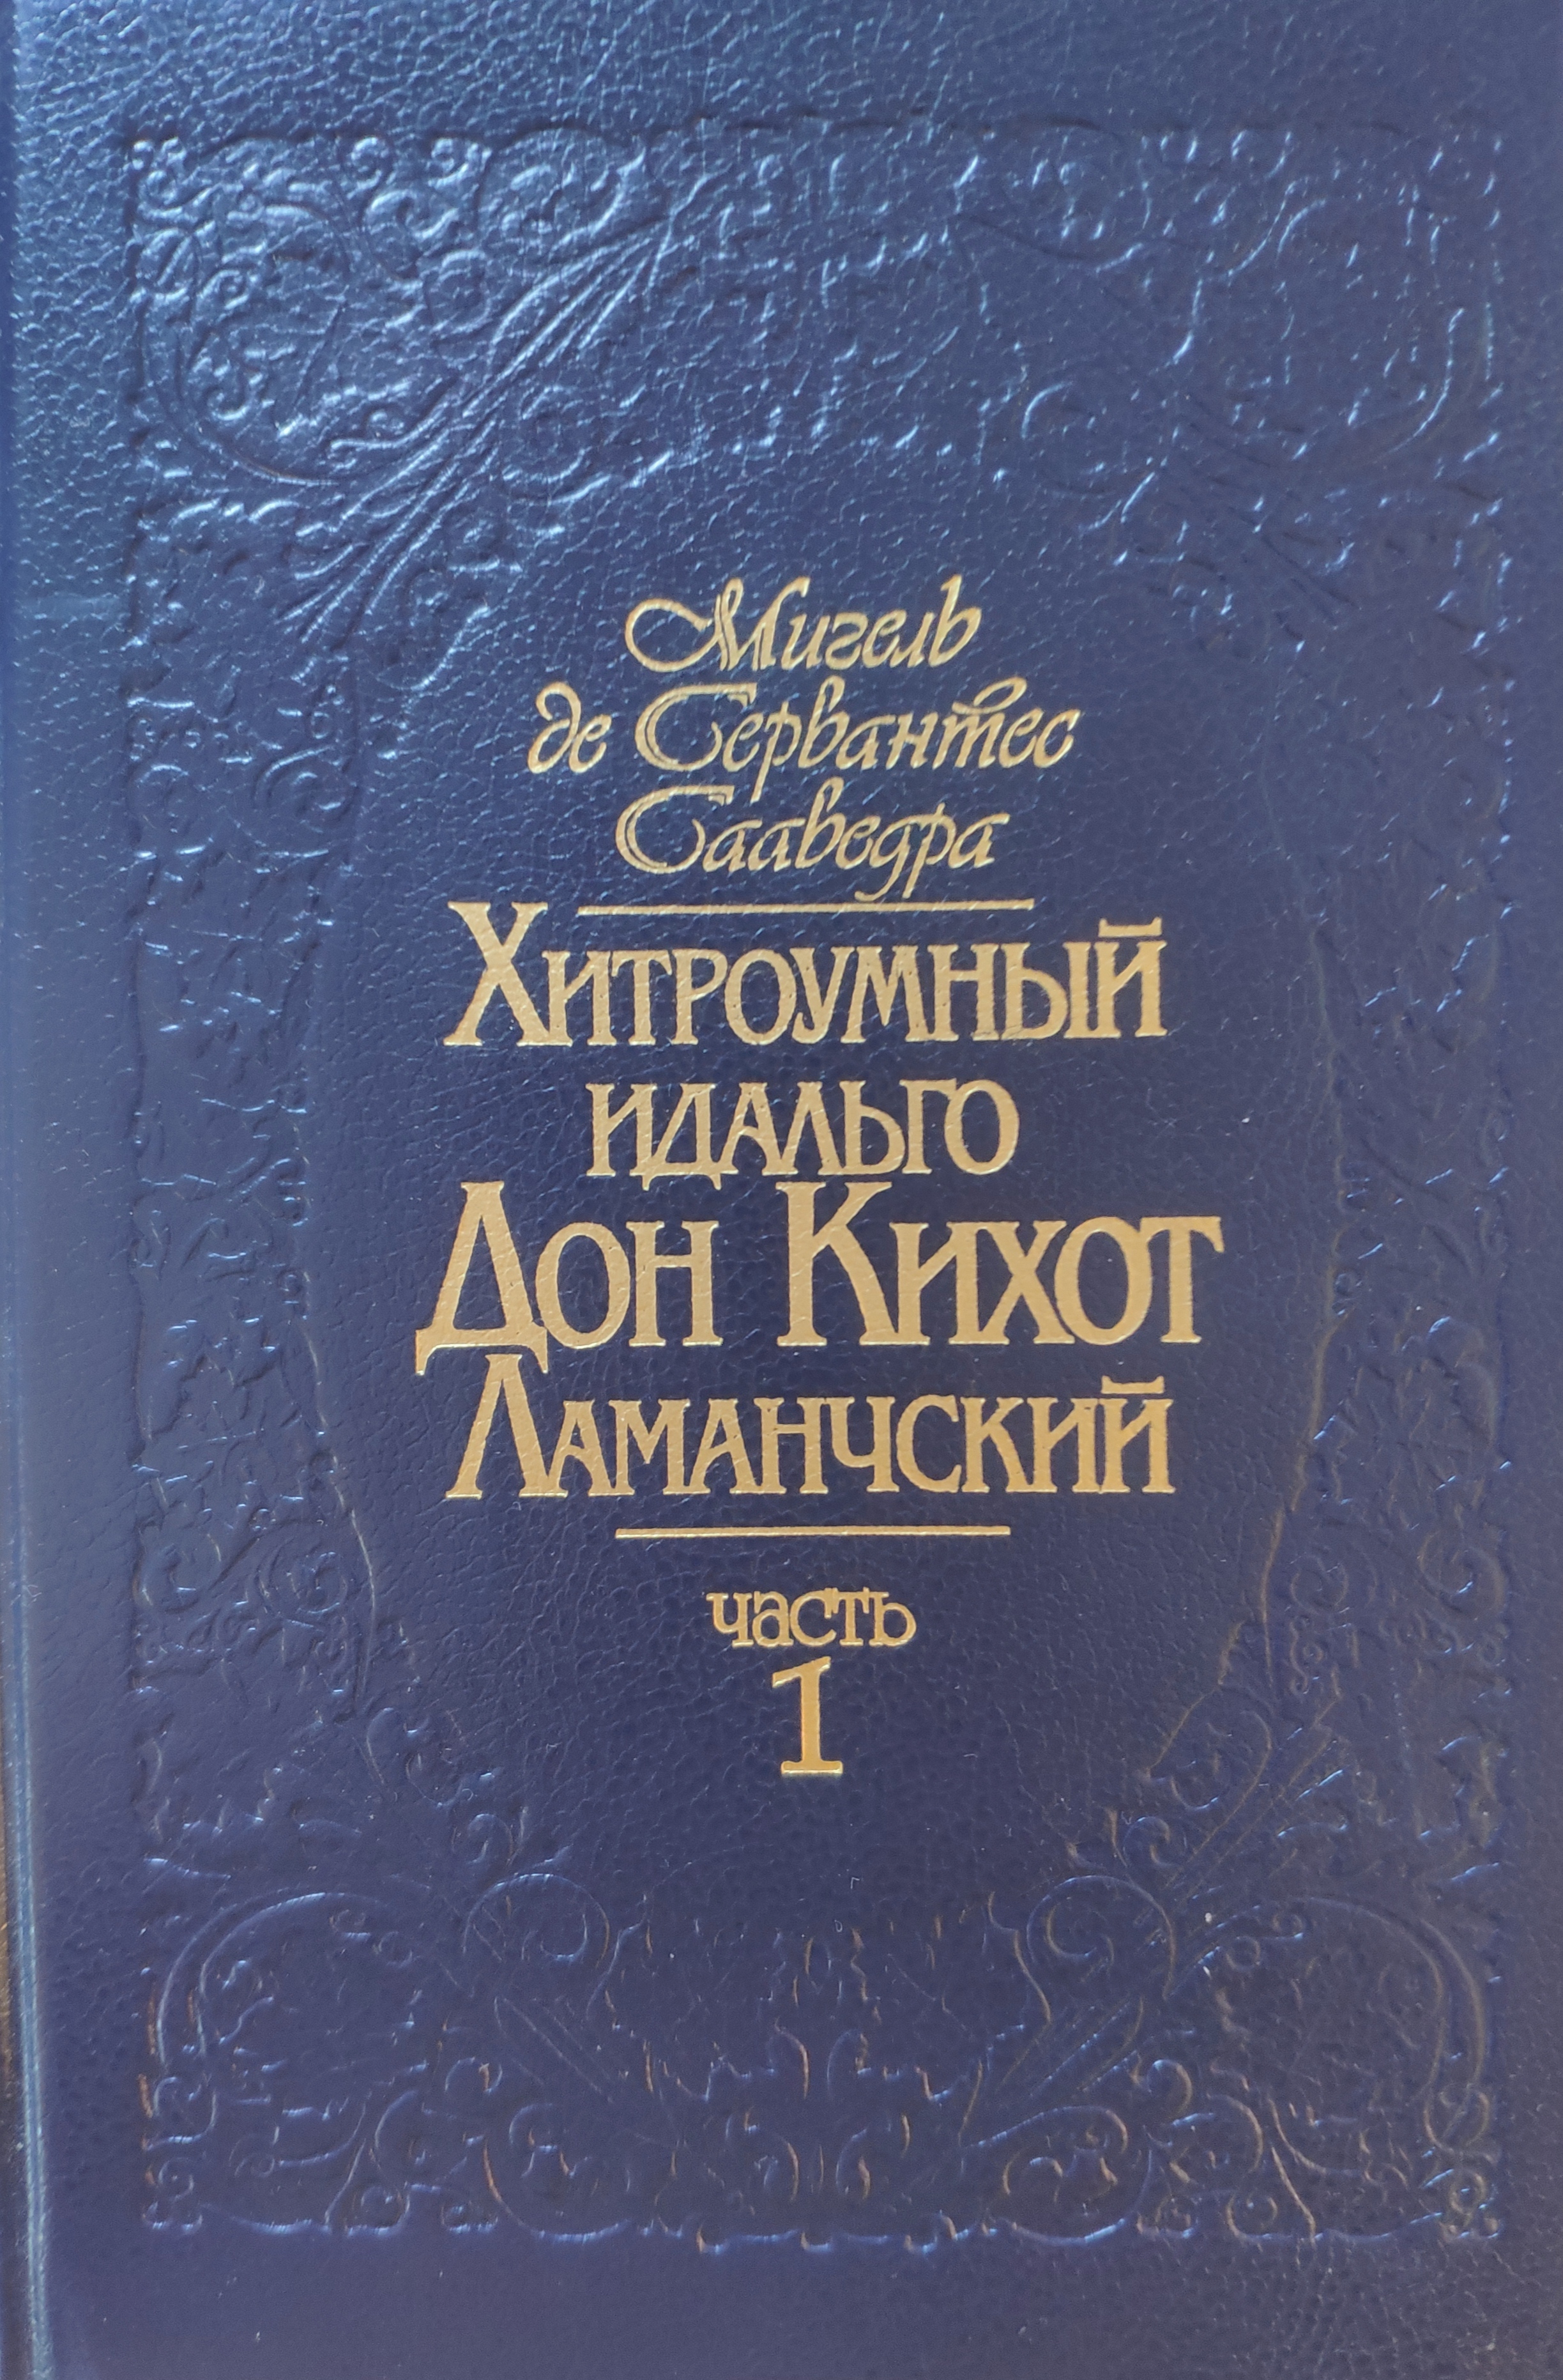 Мигель
де Сервантес
Сааведра
Хитроумный
идальго
Дон Кихот
Ламанчский
часть
1